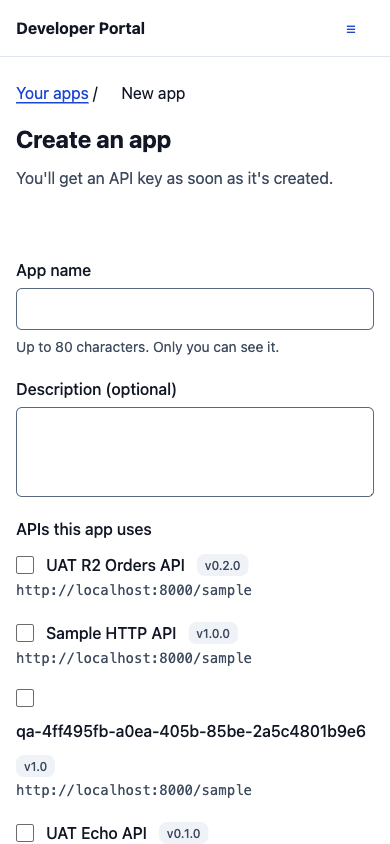 Developer Portal
Your apps / New app
Create an app
You'll get an API key as soon as it's created.
App name
Up to 80 characters. Only you can see it.
Description (optional)
APIs this app uses
UAT R2 Orders API v0.2.0
http://localhost:8000/sample
Sample HTTP API v1.0.0
http://localhost:8000/sample
qa-4ff495fb-a0ea-405b-85be-2a5c4801b9e6
v1.0
http://localhost:8000/sample
UAT Echo API v0.1.0